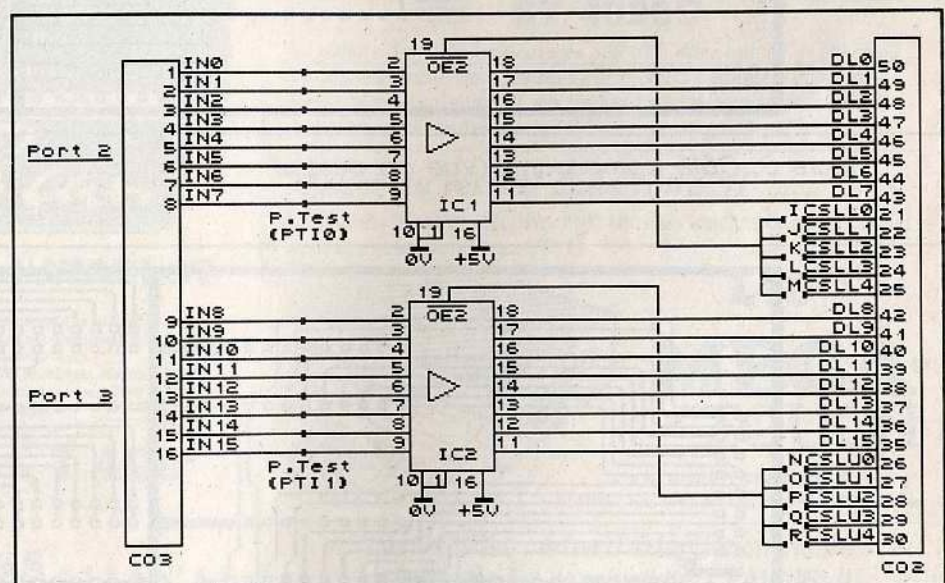 19
OE2
1 IN0 2 18 DL0 50
2 IN1 3 17 DL1 49
3 IN2 4 16 DL2 48
4 IN3 5 15 DL3 47
5 IN4 6 14 DL4 46
6 IN5 7 13 DL5 45
7 IN6 8 12 DL6 44
8 IN7 9 11 DL7 43
Port 2
P.Test
(PTI0)
IC1
10 1 16
0V +5V
I CSLL0 21
J CSLL1 22
K CSLL2 23
L CSLL3 24
M CSLL4 25
19
OE2
9 IN8 2 18 DL8 42
10 IN9 3 17 DL9 41
11 IN10 4 16 DL10 40
12 IN11 5 15 DL11 39
13 IN12 6 14 DL12 38
14 IN13 7 13 DL13 37
15 IN14 8 12 DL14 36
16 IN15 9 11 DL15 35
Port 3
P.Test
(PTI1)
IC2
10 1 16
0V +5V
N CSLU0 26
O CSLU1 27
P CSLU2 28
Q CSLU3 29
R CSLU4 30
CO3
CO2